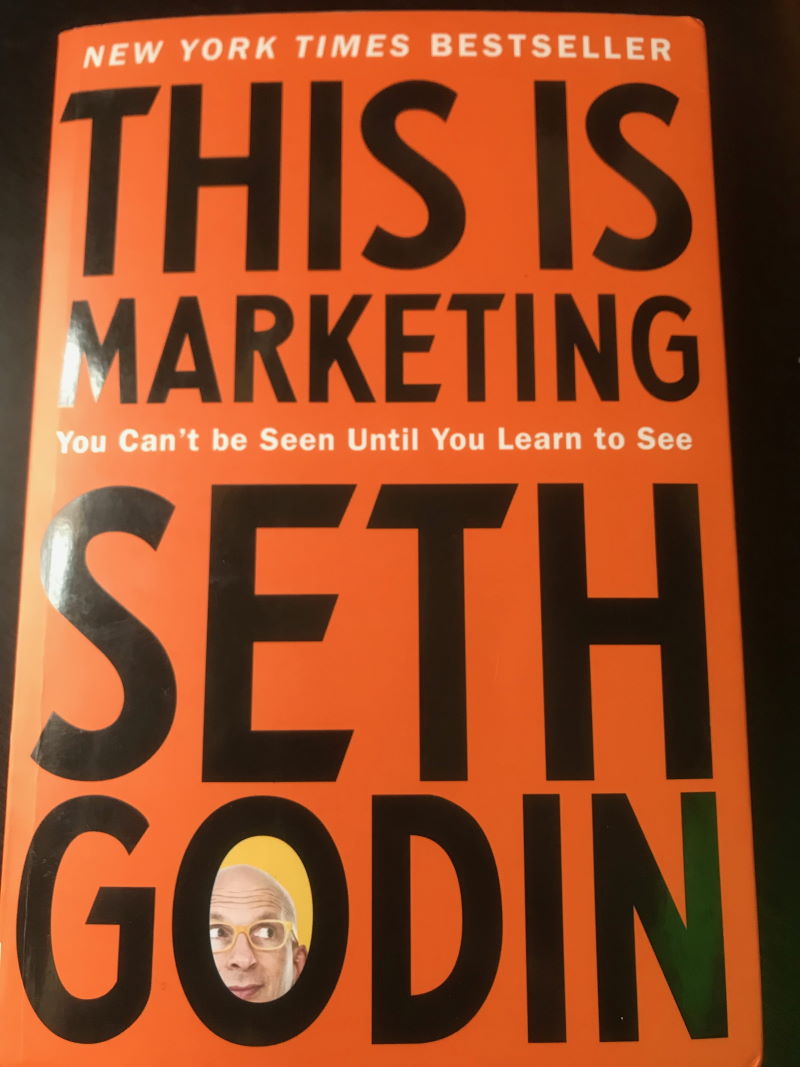 NEW YORK TIMES BESTSELLER
THIS IS
MARKETING
You Can't be Seen Until You Learn to See
SETH
GODIN